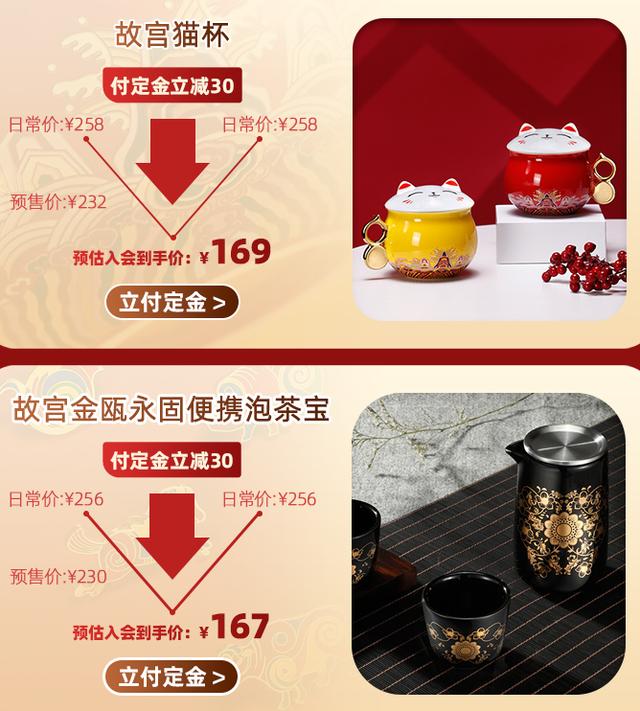 故宫猫杯
付定金立减30
日常价:¥258
日常价:¥258
预售价:¥232
预估入会到手价:¥169
立付定金 >
故宫金瓯永固便携泡茶宝
付定金立减30
日常价:¥256
日常价:¥256
预售价:¥230
预估入会到手价:¥167
立付定金 >